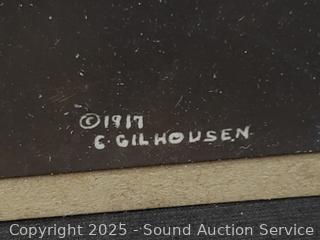 ©1917
C GILHOUSEN
Copyright 2025 - Sound Auction Service